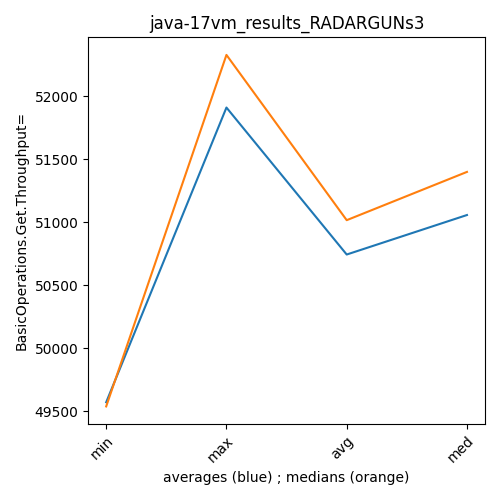 java-17vm_results_RADARGUNs3
BasicOperations.Get.Throughput=
52000
51500
51000
50500
50000
49500
min
max
avg
med
averages (blue) ; medians (orange)